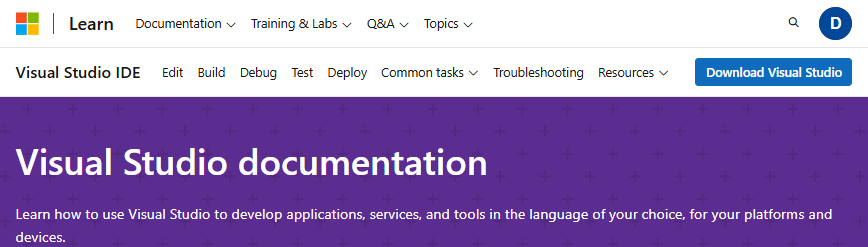 Learn Documentation Training & Labs Q&A Topics D
Visual Studio IDE Edit Build Debug Test Deploy Common tasks Troubleshooting Resources Download Visual Studio
Visual Studio documentation
Learn how to use Visual Studio to develop applications, services, and tools in the language of your choice, for your platforms and
devices.